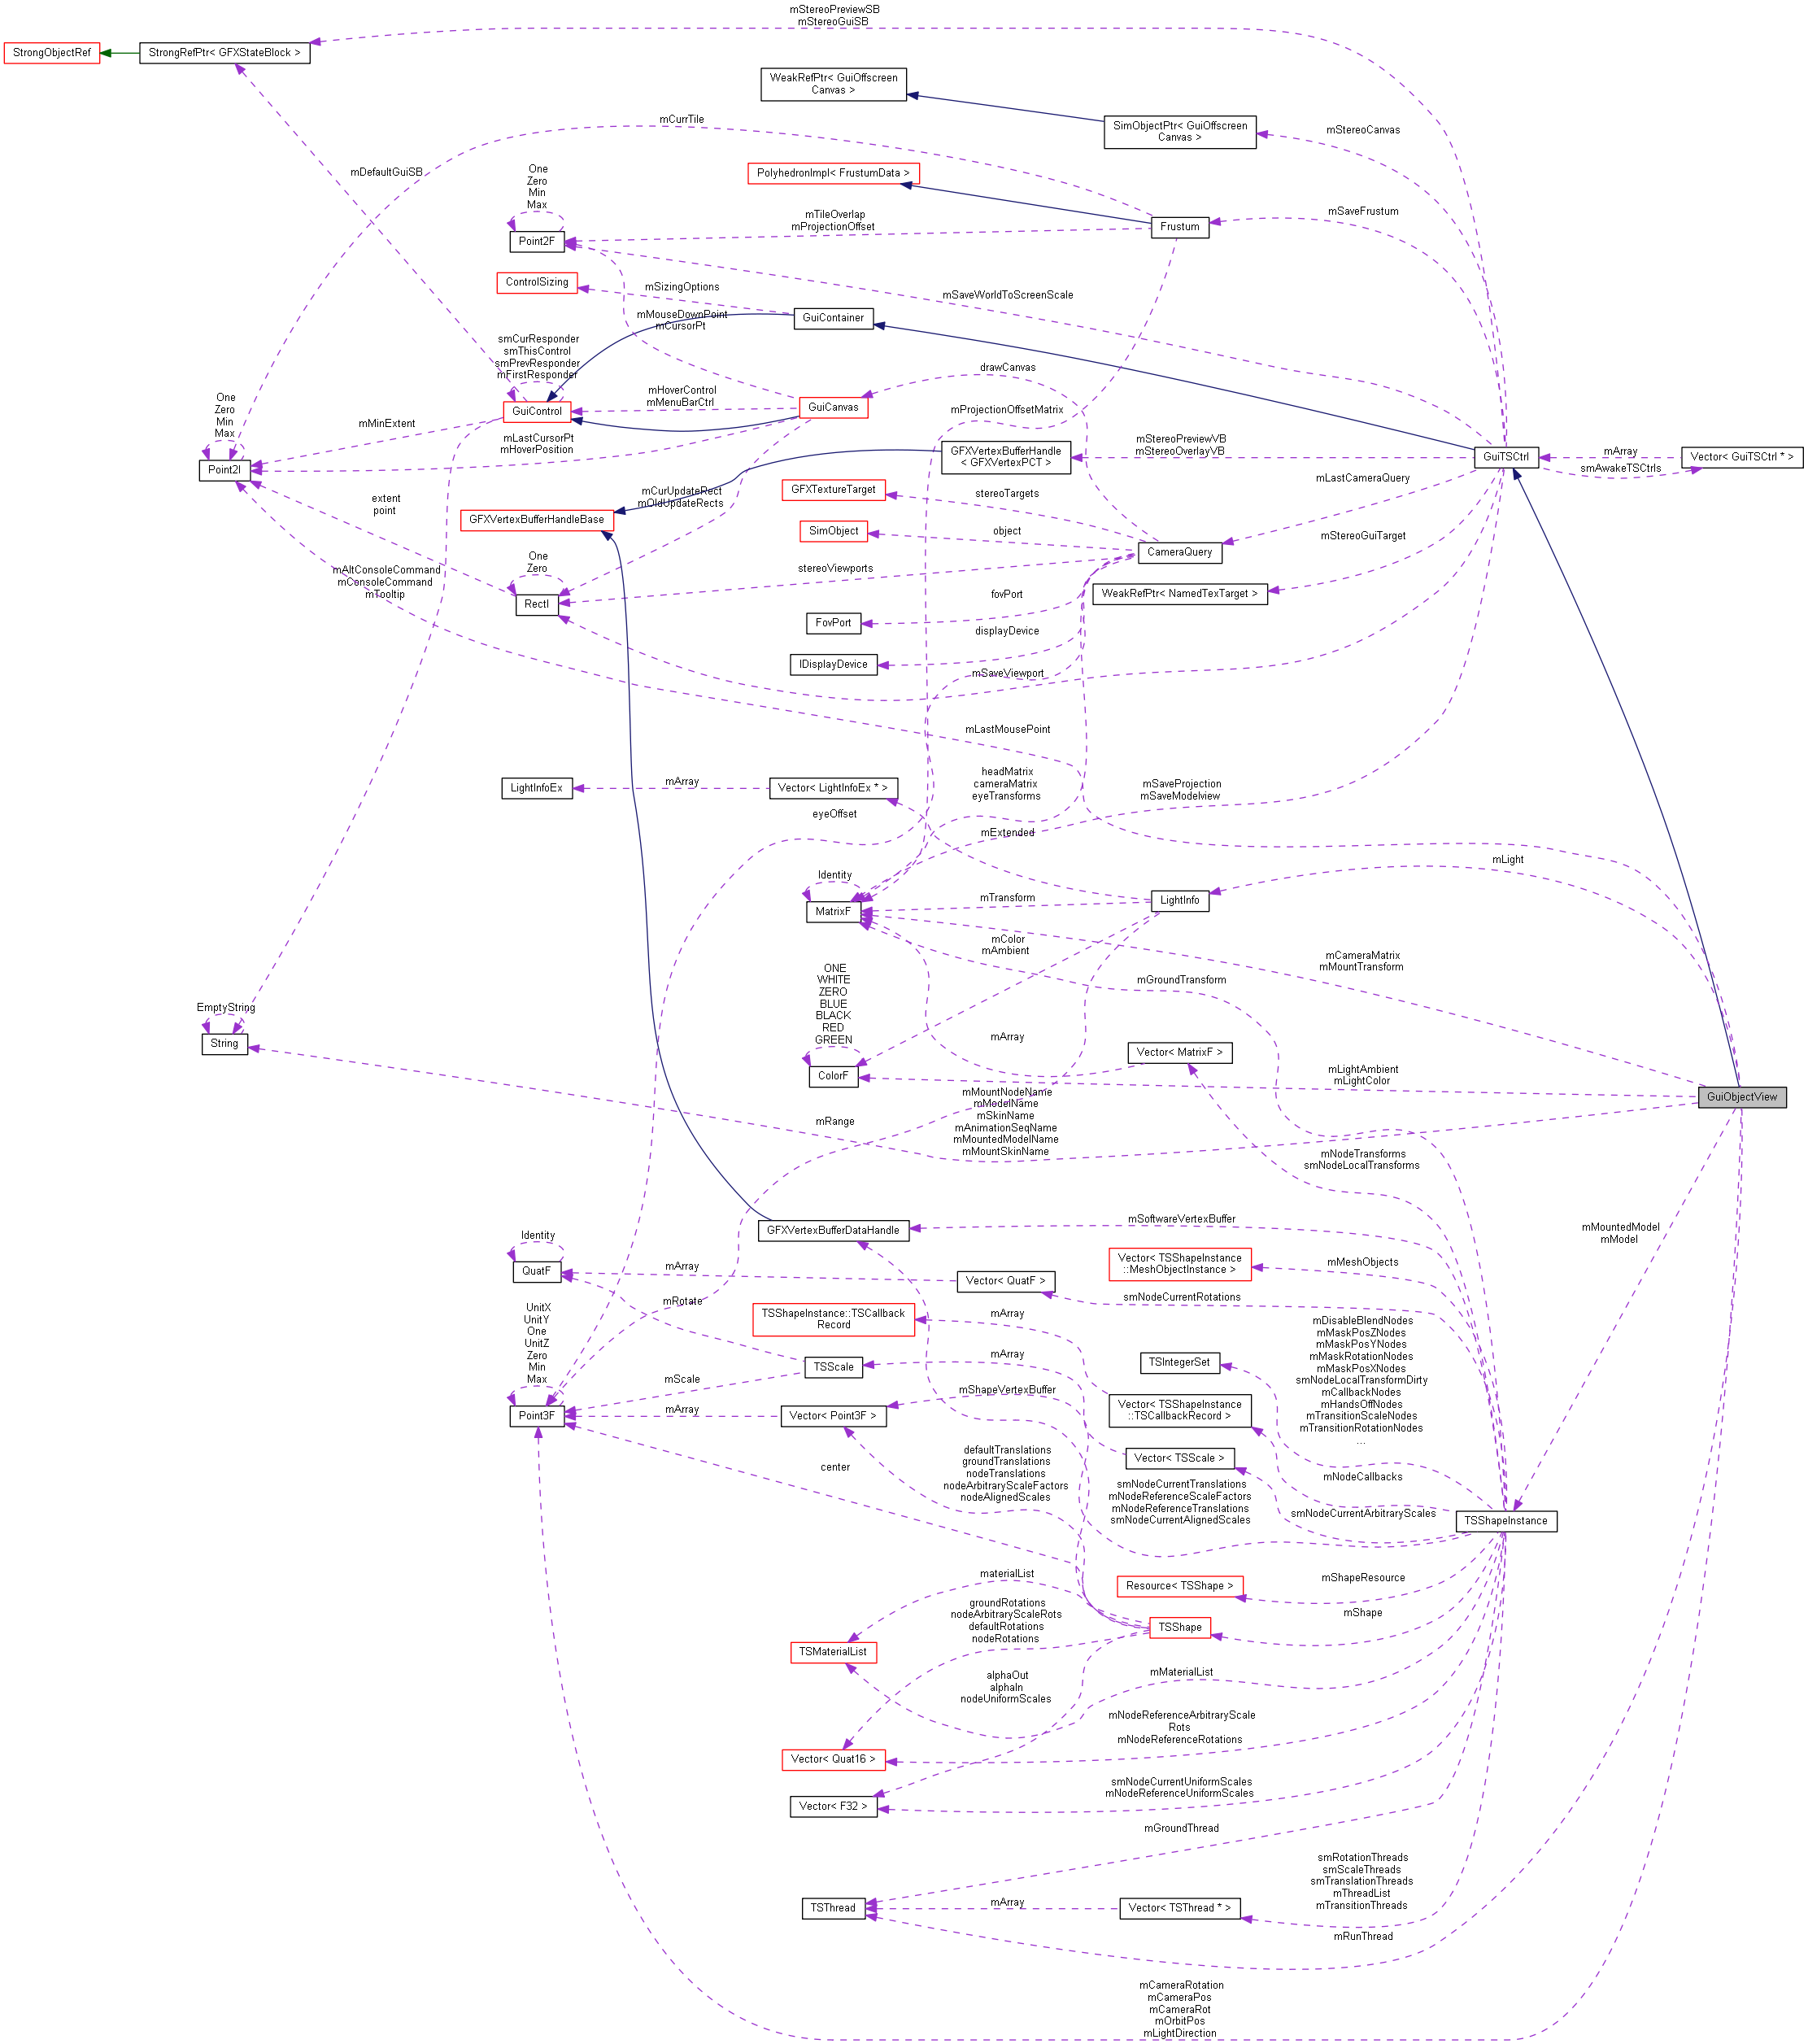 mStereoPreviewSB
mStereoGuiSB
StrongObjectRef
StrongRefPtr< GFXStateBlock >
WeakRefPtr< GuiOffscreen
Canvas >
mCurrTile
SimObjectPtr< GuiOffscreen
Canvas >
mStereoCanvas
mDefaultGuiSB
One
Zero
Min
Max
PolyhedronImpl< FrustumData >
mTileOverlap
mProjectionOffset
mSaveFrustum
Frustum
Point2F
ControlSizing
mSizingOptions
mSaveWorldToScreenScale
mMouseDownPoint
mCursorPt
GuiContainer
smCurResponder
smThisControl
smPrevResponder
mFirstResponder
drawCanvas
mHoverControl
mMenuBarCtrl
GuiControl
GuiCanvas
mProjectionOffsetMatrix
One
Zero
Min
Max
mMinExtent
mLastCursorPt
mHoverPosition
Point2I
GFXVertexBufferHandle
< GFXVertexPCT >
mStereoPreviewVB
mStereoOverlayVB
GuiTSCtrl
mArray
smAwakeTSCtrls
Vector< GuiTSCtrl * >
mLastCameraQuery
extent
point
mCurUpdateRect
mOldUpdateRects
GFXTextureTarget
stereoTargets
GFXVertexBufferHandleBase
SimObject
object
mStereoGuiTarget
CameraQuery
One
Zero
stereoViewports
mAltConsoleCommand
mConsoleCommand
mTooltip
RectI
fovPort
WeakRefPtr< NamedTexTarget >
FovPort
displayDevice
IDisplayDevice
mSaveViewport
mLastMousePoint
LightInfoEx
mArray
Vector< LightInfoEx * >
headMatrix
cameraMatrix
eyeTransforms
mSaveProjection
mSaveModelview
eyeOffset
mExtended
mLight
Identity
MatrixF
mTransform
LightInfo
mColor
mAmbient
mCameraMatrix
mMountTransform
mGroundTransform
ONE
WHITE
ZERO
BLUE
BLACK
RED
GREEN
EmptyString
String
mArray
Vector< MatrixF >
ColorF
mLightAmbient
mLightColor
GuiObjectView
mRange
mMountNodeName
mModelName
mSkinName
mAnimationSeqName
mMountedModelName
mMountSkinName
mNodeTransforms
smNodeLocalTransforms
mSoftwareVertexBuffer
GFXVertexBufferDataHandle
mMountedModel
mModel
Identity
QuatF
mArray
Vector< QuatF >
Vector< TSShapeInstance
::MeshObjectInstance >
mMeshObjects
smNodeCurrentRotations
mRotate
TSShapeInstance::TSCallback
Record
mArray
UnitX
UnitY
One
UnitZ
Zero
Min
Max
mArray
mDisableBlendNodes
mMaskPosZNodes
mMaskPosYNodes
mMaskRotationNodes
mMaskPosXNodes
smNodeLocalTransformDirty
mCallbackNodes
mHandsOffNodes
mTransitionScaleNodes
mTransitionRotationNodes
...
TSIntegerSet
TSScale
mScale
mShapeVertexBuffer
Point3F
mArray
Vector< Point3F >
Vector< TSShapeInstance
::TSCallbackRecord >
center
defaultTranslations
groundTranslations
nodeTranslations
nodeArbitraryScaleFactors
nodeAlignedScales
Vector< TSScale >
mNodeCallbacks
smNodeCurrentTranslations
mNodeReferenceScaleFactors
mNodeReferenceTranslations
smNodeCurrentAlignedScales
smNodeCurrentArbitraryScales
TSShapeInstance
materialList
Resource< TSShape >
mShapeResource
groundRotations
nodeArbitraryScaleRots
defaultRotations
nodeRotations
mShape
TSShape
TSMaterialList
mMaterialList
alphaOut
alphaIn
nodeUniformScales
mNodeReferenceArbitraryScale
Rots
mNodeReferenceRotations
Vector< Quat16 >
smNodeCurrentUniformScales
mNodeReferenceUniformScales
Vector< F32 >
mGroundThread
smRotationThreads
smScaleThreads
smTranslationThreads
mThreadList
mTransitionThreads
TSThread
mArray
Vector< TSThread * >
mRunThread
mCameraRotation
mCameraPos
mCameraRot
mOrbitPos
mLightDirection